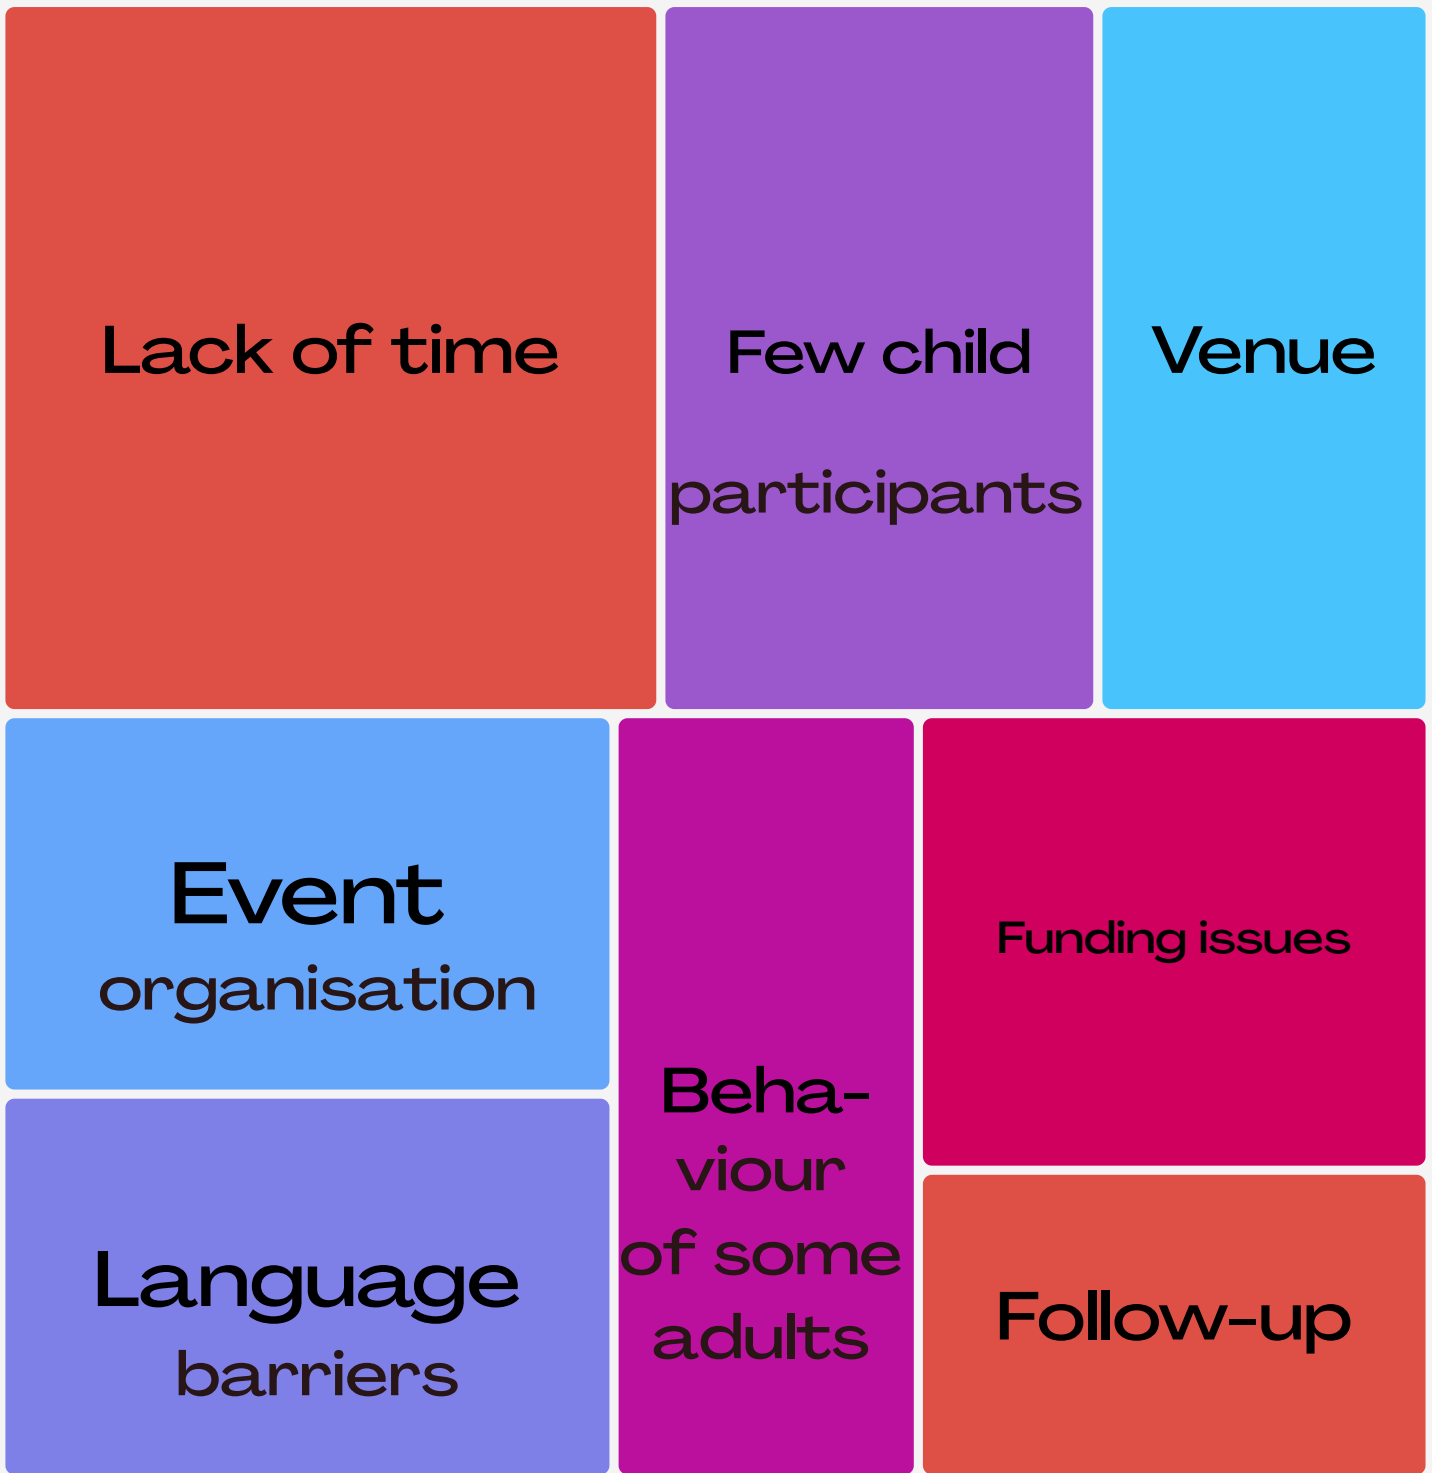 Lack of time
Few child
participants
Venue
Event
organisation
Beha-
viour
of some
adults
Funding issues
Language
barriers
Follow-up